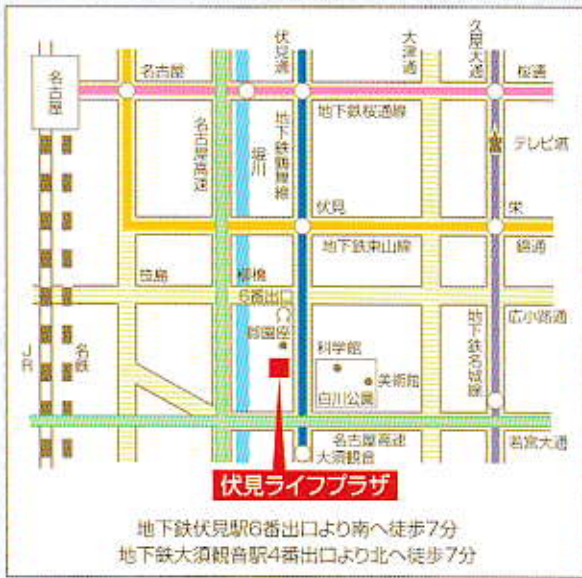 伏見通
大津通
久屋大通
名古屋
名古屋
桜通
地下鉄桜通線
名古屋高速
堀川
地下鉄鶴舞線
テレビ塔
伏見
栄
地下鉄東山線
錦通
笹島
柳橋
6番出口
広小路通
御園座
地下鉄名城線
JR
名鉄
科学館
美術館
白川公園
名古屋高速
若宮大通
大須観音
伏見ライフプラザ
地下鉄伏見駅6番出口より南へ徒歩7分
地下鉄大須観音駅4番出口より北へ徒歩7分